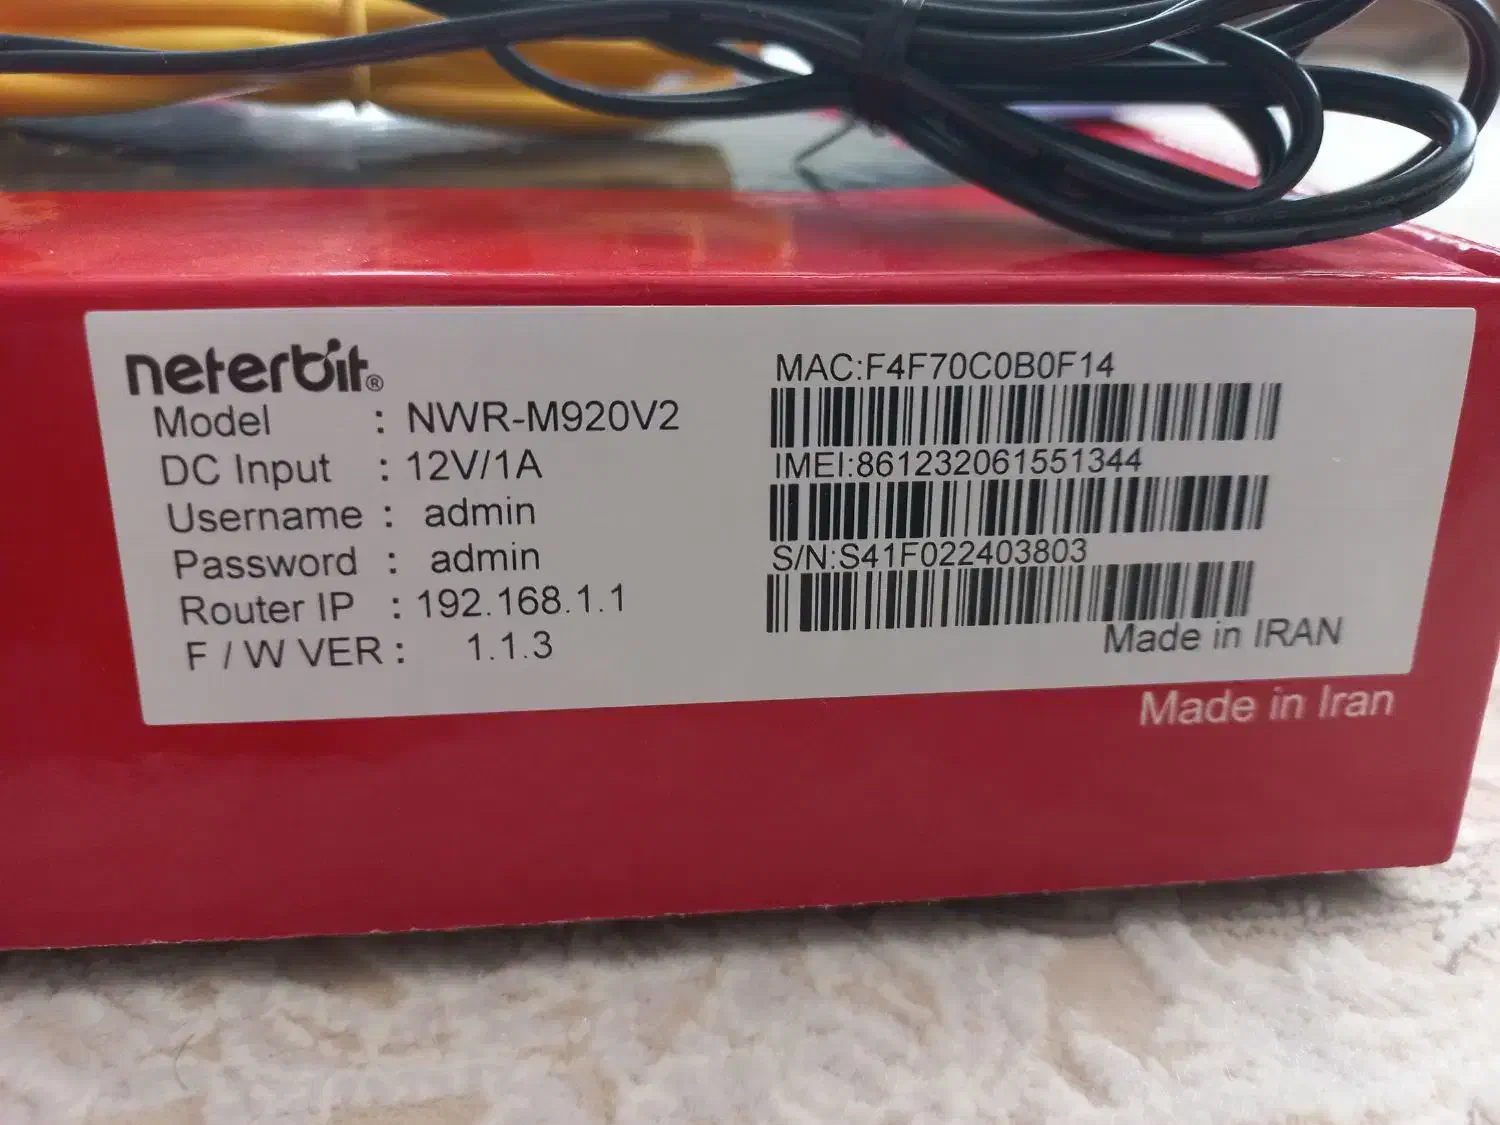 neterbit®
Model : NWR-M920V2
DC Input : 12V/1A
Username : admin
Password : admin
Router IP : 192.168.1.1
F / W VER : 1.1.3
MAC:F4F70C0B0F14
IMEI:861232061551344
S/N:S41F022403803
Made in IRAN
Made in Iran